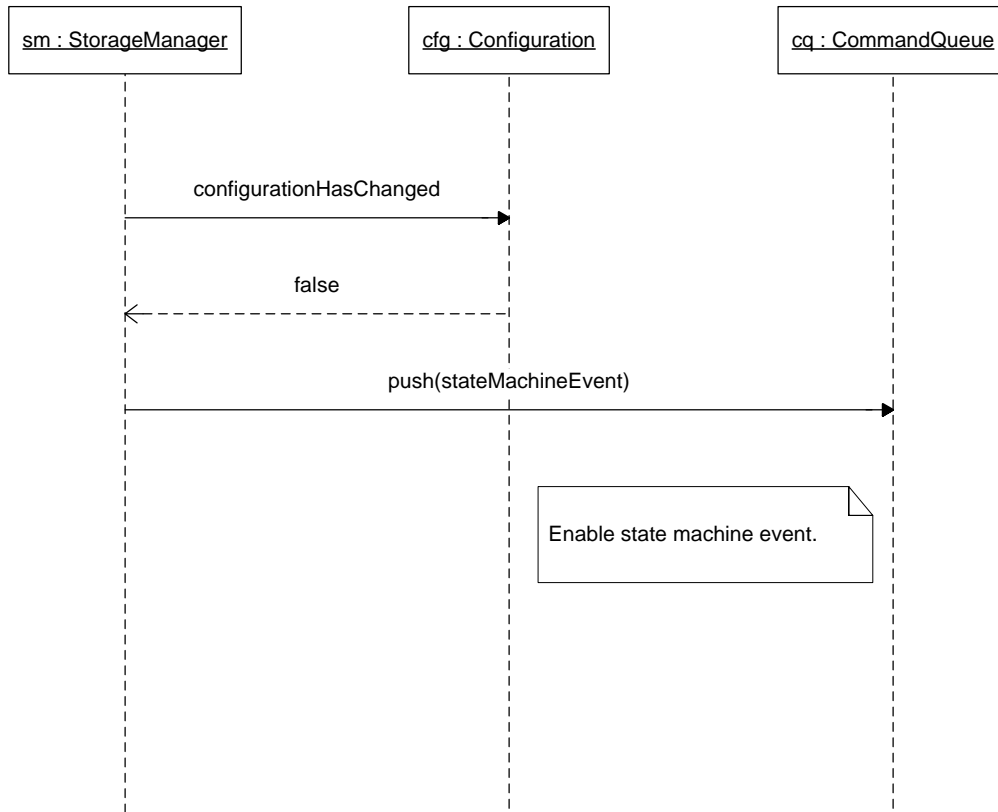 sm : StorageManager
cfg : Configuration
cq : CommandQueue
configurationHasChanged
false
push(stateMachineEvent)
Enable state machine event.